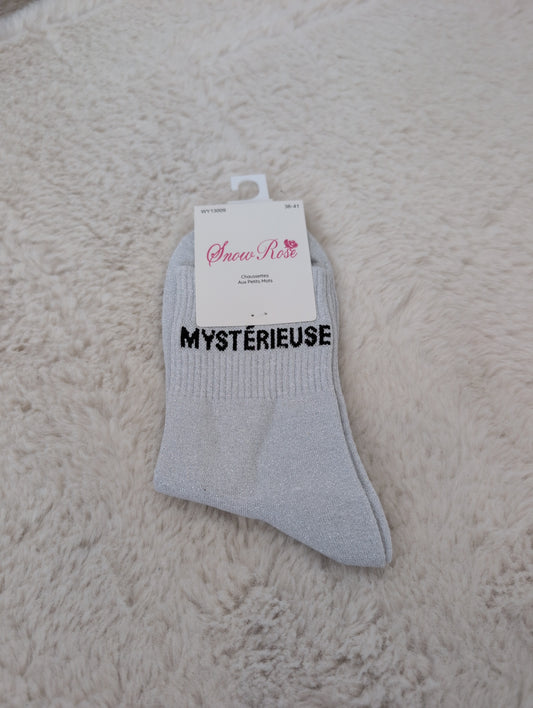 WY13009 36-41
Snow Rose
Chaussettes
Aux Petits Mots
MYSTÉRIEUSE